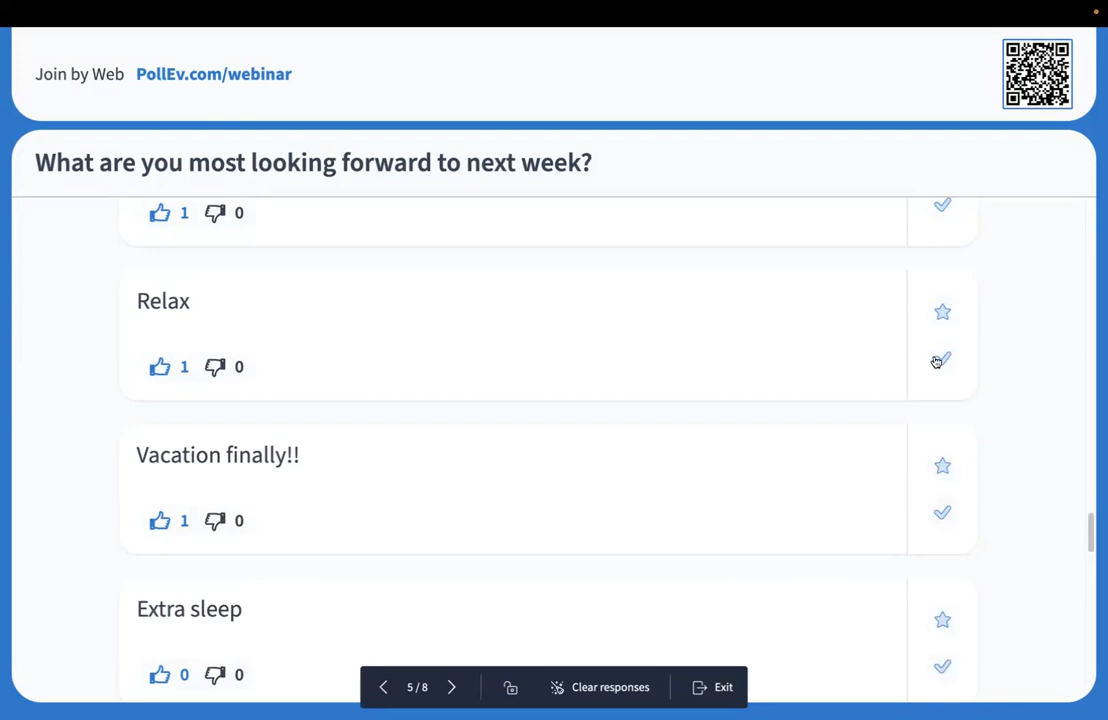 Join by Web PollEv.com/webinar
What are you most looking forward to next week?
1 0
Relax
1 0
Vacation finally!!
1 0
Extra sleep
0 0
5 / 8 Clear responses Exit